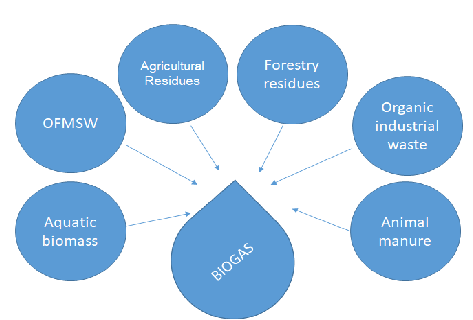 Agricultural
Residues
Forestry
residues
OFMSW
Organic
industrial
waste
Aquatic
biomass
Animal
manure
BIOGAS